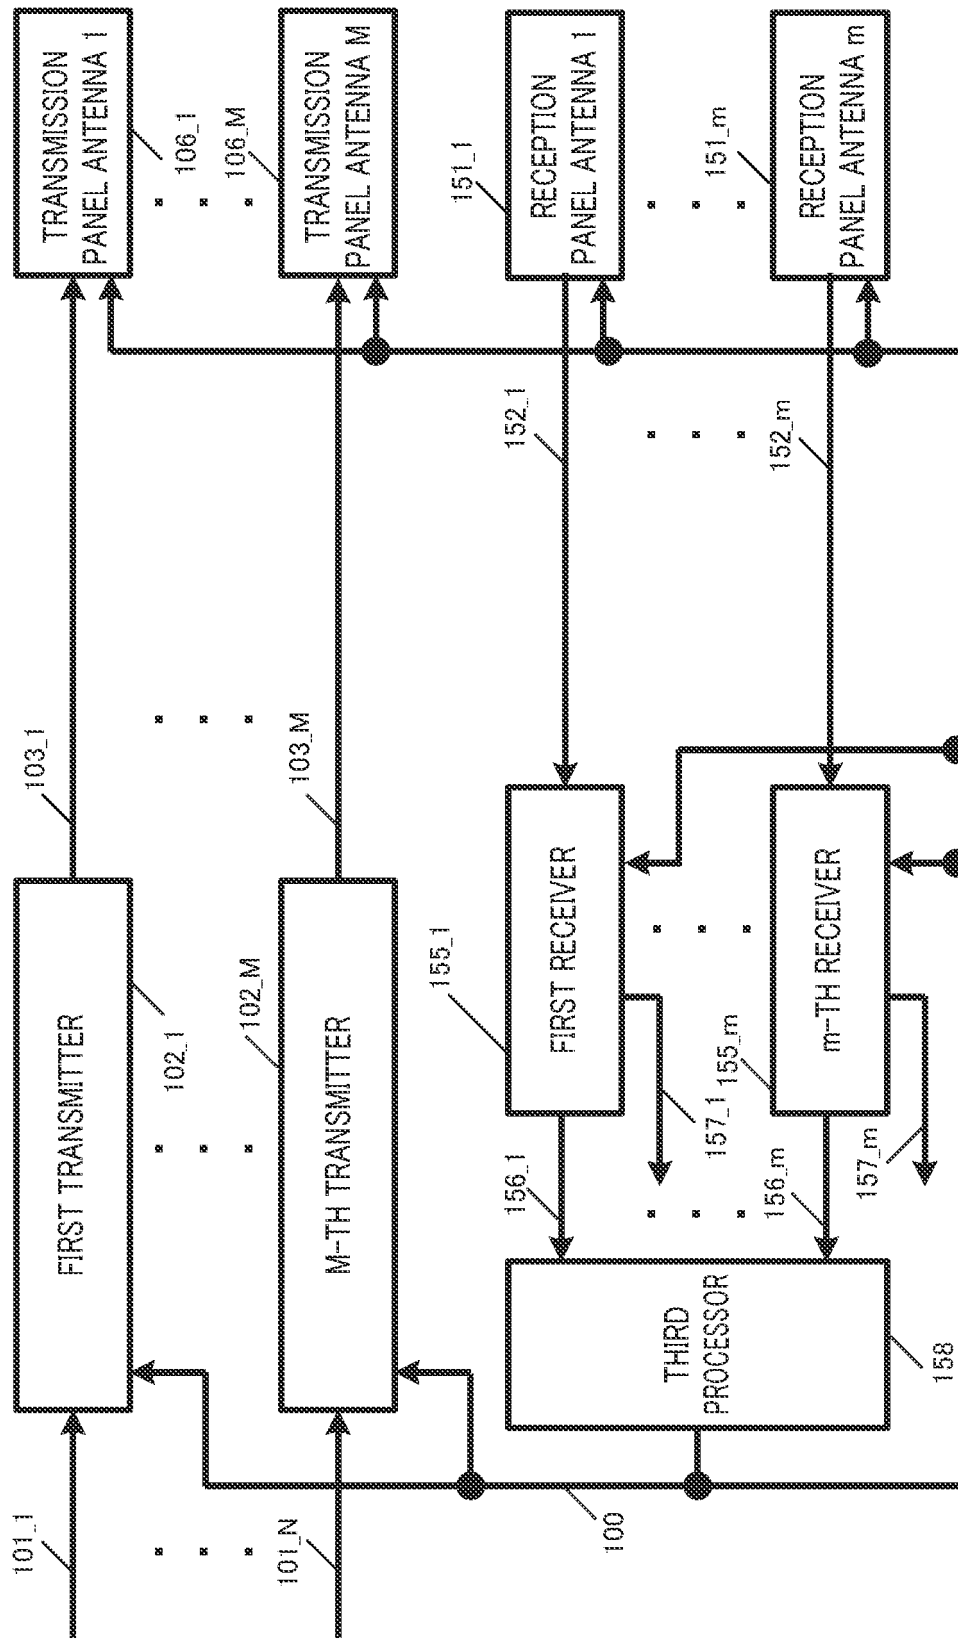 101_1
FIRST TRANSMITTER
102_1
103_1
TRANSMISSION
PANEL ANTENNA 1
106_1
101_N
M-TH TRANSMITTER
102_M
103_M
TRANSMISSION
PANEL ANTENNA M
106_M
100
THIRD
PROCESSOR
158
156_1
FIRST RECEIVER
155_1
157_1
152_1
RECEPTION
PANEL ANTENNA 1
151_1
156_m
m-TH RECEIVER
155_m
157_m
152_m
RECEPTION
PANEL ANTENNA m
151_m